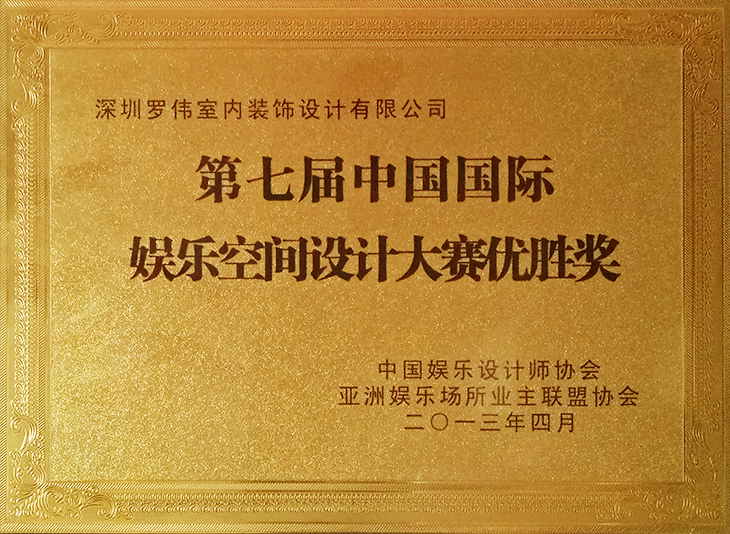 深圳罗伟室内装饰设计有限公司
第七届中国国际
娱乐空间设计大赛优胜奖
中国娱乐设计师协会
亚洲娱乐场所业主联盟协会
二〇一三年四月